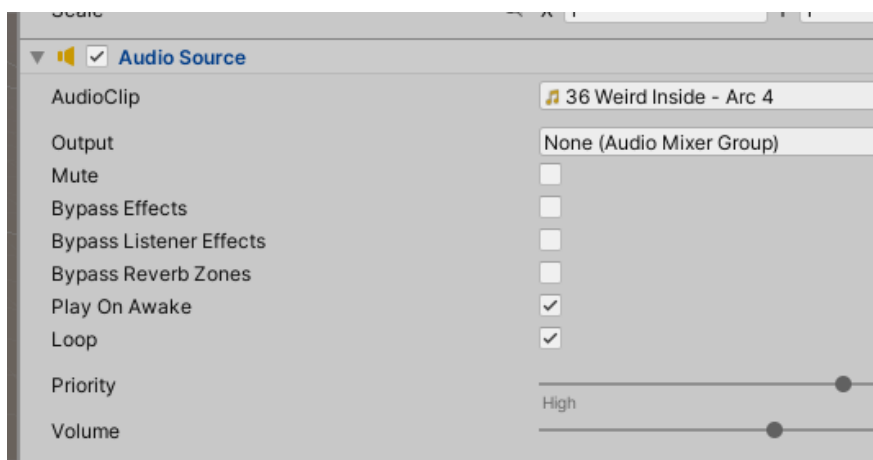 Scale
Audio Source
AudioClip 36 Weird Inside - Arc 4
Output None (Audio Mixer Group)
Mute
Bypass Effects
Bypass Listener Effects
Bypass Reverb Zones
Play On Awake
Loop
Priority
High
Volume